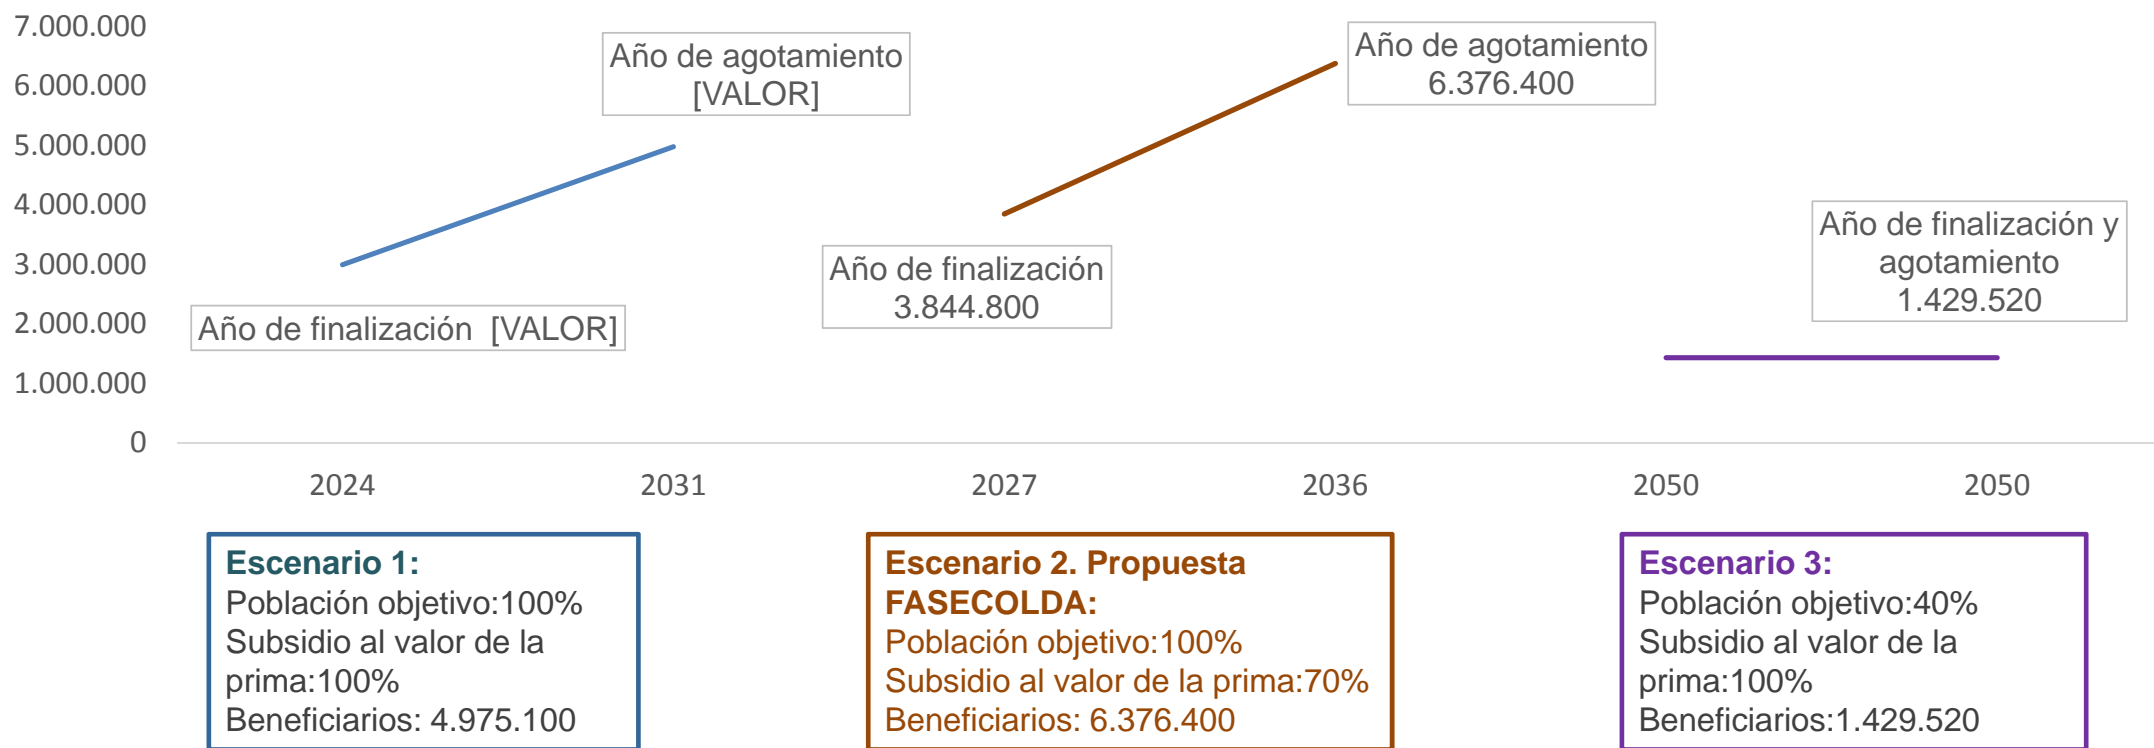 7.000.000
6.000.000
5.000.000
4.000.000
3.000.000
2.000.000
1.000.000
0
Año de agotamiento
[VALOR]
Año de finalización  [VALOR]
Año de agotamiento
6.376.400
Año de finalización
3.844.800
Año de finalización y
agotamiento
1.429.520
2024
2031
2027
2036
2050
2050
Escenario 1:
Población objetivo:100%
Subsidio al valor de la
prima:100%
Beneficiarios: 4.975.100
Escenario 2. Propuesta
FASECOLDA:
Población objetivo:100%
Subsidio al valor de la prima:70%
Beneficiarios: 6.376.400
Escenario 3:
Población objetivo:40%
Subsidio al valor de la
prima:100%
Beneficiarios:1.429.520